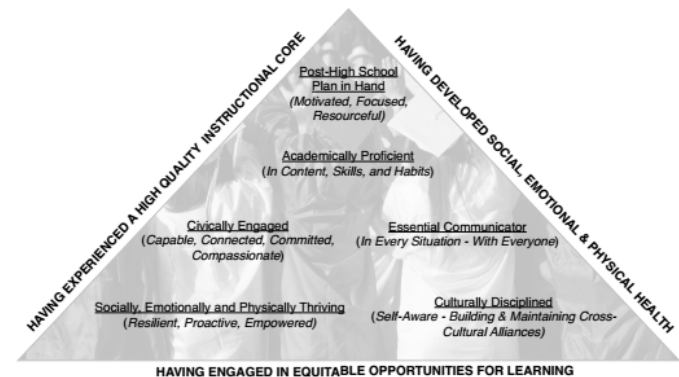 HAVING EXPERIENCED A HIGH QUALITY INSTRUCTIONAL CORE
HAVING DEVELOPED SOCIAL, EMOTIONAL & PHYSICAL HEALTH
Post-High School
Plan in Hand
(Motivated, Focused,
Resourceful)
Academically Proficient
(In Content, Skills, and Habits)
Civically Engaged
(Capable, Connected, Committed,
Compassionate)
Essential Communicator
(In Every Situation - With Everyone)
Socially, Emotionally and Physically Thriving
(Resilient, Proactive, Empowered)
Culturally Disciplined
(Self-Aware - Building & Maintaining Cross-
Cultural Alliances)
HAVING ENGAGED IN EQUITABLE OPPORTUNITIES FOR LEARNING